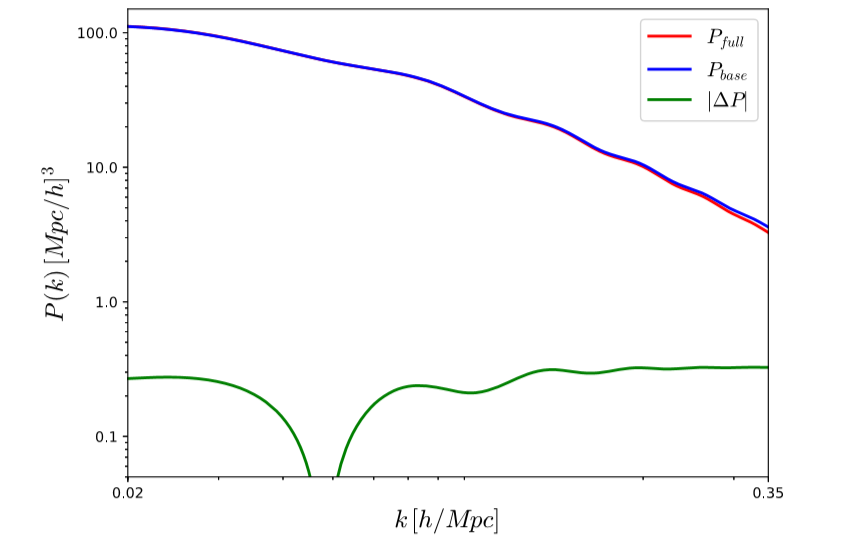 100.0
10.0
1.0
0.1
P(k) [Mpc/h]³
P_full
P_base
|ΔP|
0.02
0.35
k [h/Mpc]